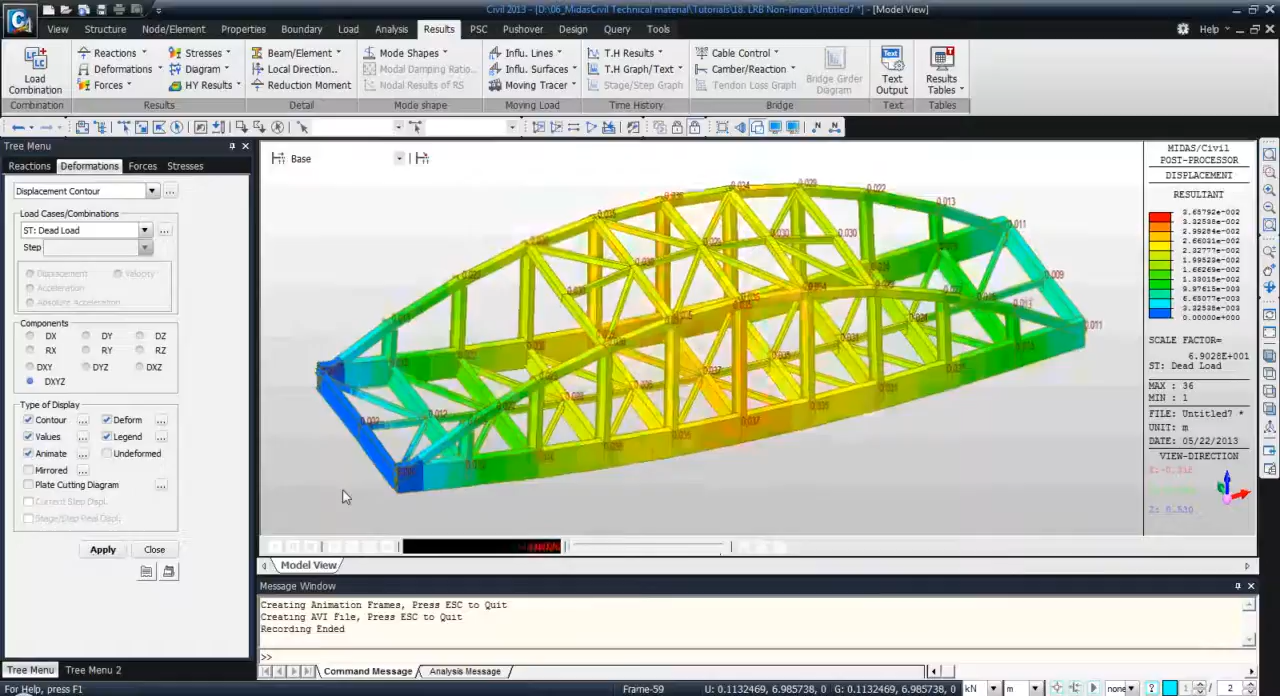 Civil 2013 - [D:\06_MidasCivil Technical material\Tutorials\18. LRB Non-linear\Untitled7 *] - [Model View]
View Structure Node/Element Properties Boundary Load Analysis Results PSC Pushover Design Query Tools Help
Load Combination
Reactions
Deformations
Forces
Stresses
Diagram
HY Results
Beam/Element
Local Direction...
Reduction Moment
Mode Shapes
Modal Damping Ratio...
Nodal Results of RS
Influ. Lines
Influ. Surfaces
Moving Tracer
T.H Results
T.H Graph/Text
Stage/Step Graph
Cable Control
Camber/Reaction
Tendon Loss Graph
Bridge Girder Diagram
Text Output
Results Tables
Combination Results Detail Mode shape Moving Load Time History Bridge Text Tables
Tree Menu
Reactions Deformations Forces Stresses
Displacement Contour
Load Cases/Combinations
ST: Dead Load
Step
Displacement Velocity
Acceleration
Absolute Acceleration
Components
DX DY DZ
RX RY RZ
DXY DYZ DXZ
DXYZ
Type of Display
Contour Deform
Values Legend
Animate Undeformed
Mirrored
Plate Cutting Diagram
Current Step Displ.
Stage/Step Real Displ.
Apply Close
Tree Menu Tree Menu 2
Base
MIDAS/Civil
POST-PROCESSOR
DISPLACEMENT
RESULTANT
3.65792e-002
3.32538e-002
2.99284e-002
2.66031e-002
2.32777e-002
1.99523e-002
1.66269e-002
1.33015e-002
9.97615e-003
6.65077e-003
3.32538e-003
0.00000e+000
SCALE FACTOR=
6.9028E+001
ST: Dead Load
MAX : 36
MIN : 1
FILE: Untitled7 *
UNIT: m
DATE: 05/22/2013
VIEW-DIRECTION
Z: 0.530
Model View
Message Window
Creating Animation Frames, Press ESC to Quit
Creating AVI File, Press ESC to Quit
Recording Ended
>>
Command Message Analysis Message
For Help, press F1
Frame-59
U: 0.1132469, 6.985738, 0
G: 0.1132469, 6.985738, 0
kN m none 1 / 2